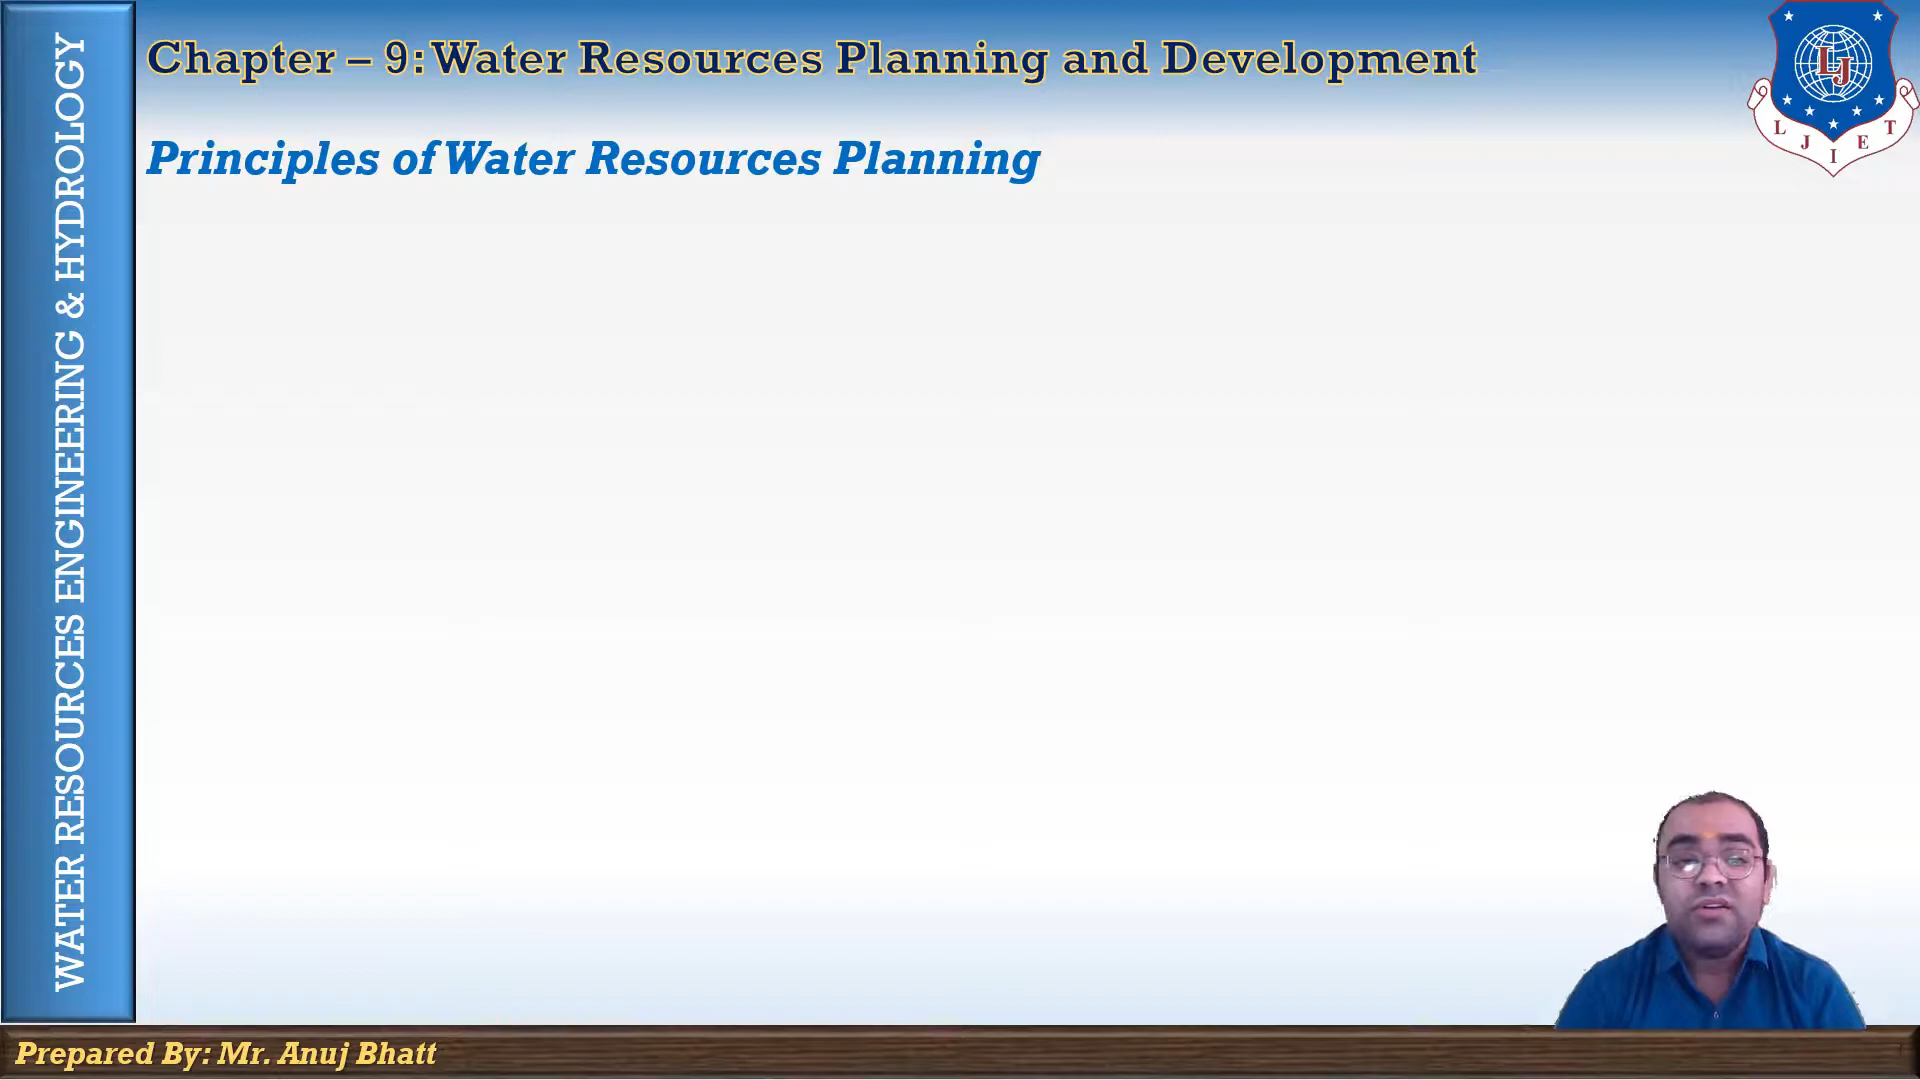 Chapter – 9: Water Resources Planning and Development
Principles of Water Resources Planning
WATER RESOURCES ENGINEERING & HYDROLOGY
LJ
L J I E T
Prepared By: Mr. Anuj Bhatt